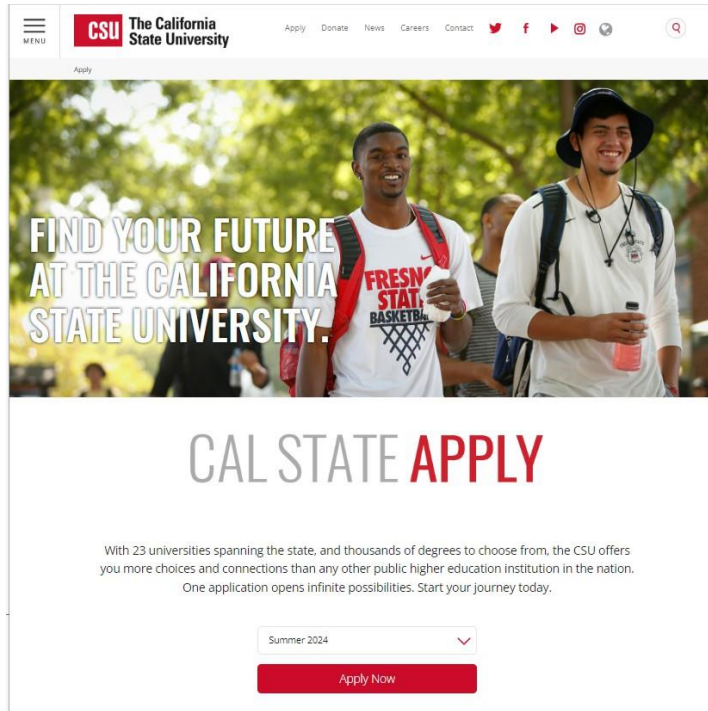 MENU
CSU The California
State University
Apply Donate News Careers Contact
Apply
FIND YOUR FUTURE
AT THE CALIFORNIA
STATE UNIVERSITY.
FRESNO
STATE
BASKETBALL
CAL STATE APPLY
With 23 universities spanning the state, and thousands of degrees to choose from, the CSU offers
you more choices and connections than any other public higher education institution in the nation.
One application opens infinite possibilities. Start your journey today.
Summer 2024
Apply Now